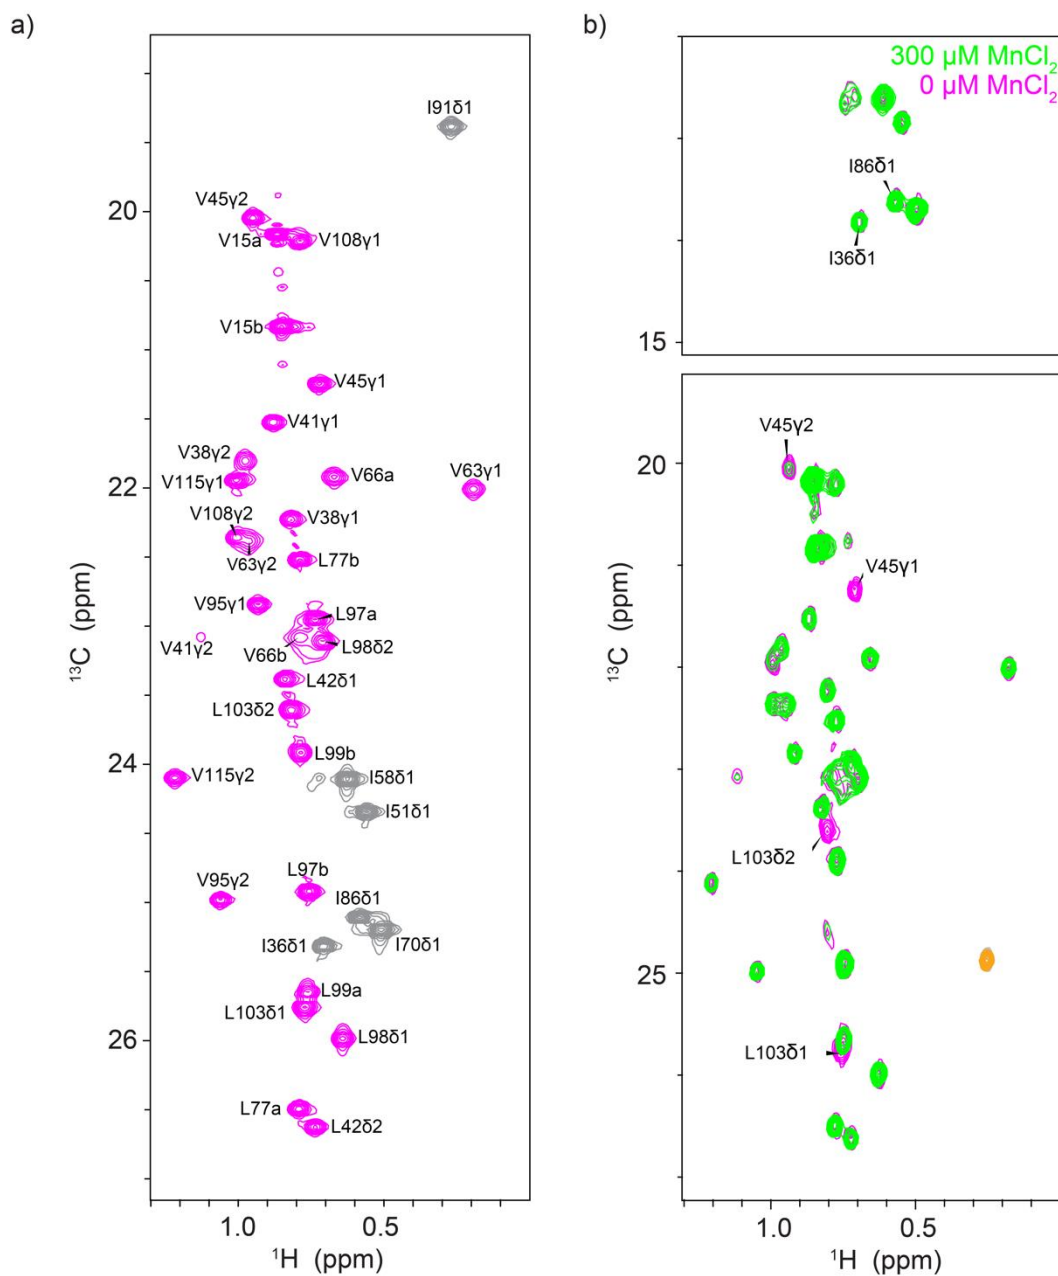 a)
I91δ1
20
V45γ2
V15a
V108γ1
V15b
V45γ1
V41γ1
V38γ2
V66a
V63γ1
22
V115γ1
V108γ2
V38γ1
V63γ2
L77b
V95γ1
L97a
V41γ2
V66b
L98δ2
L42δ1
L103δ2
L99b
24
V115γ2
I58δ1
I51δ1
L97b
V95γ2
I86δ1
I36δ1
I70δ1
L99a
L103δ1
26
L98δ1
L77a
L42δ2
¹³C (ppm)
1.0
0.5
¹H (ppm)
b)
300 µM MnCl₂
0 µM MnCl₂
I86δ1
I36δ1
15
V45γ2
20
V45γ1
L103δ2
25
L103δ1
¹³C (ppm)
1.0
0.5
¹H (ppm)